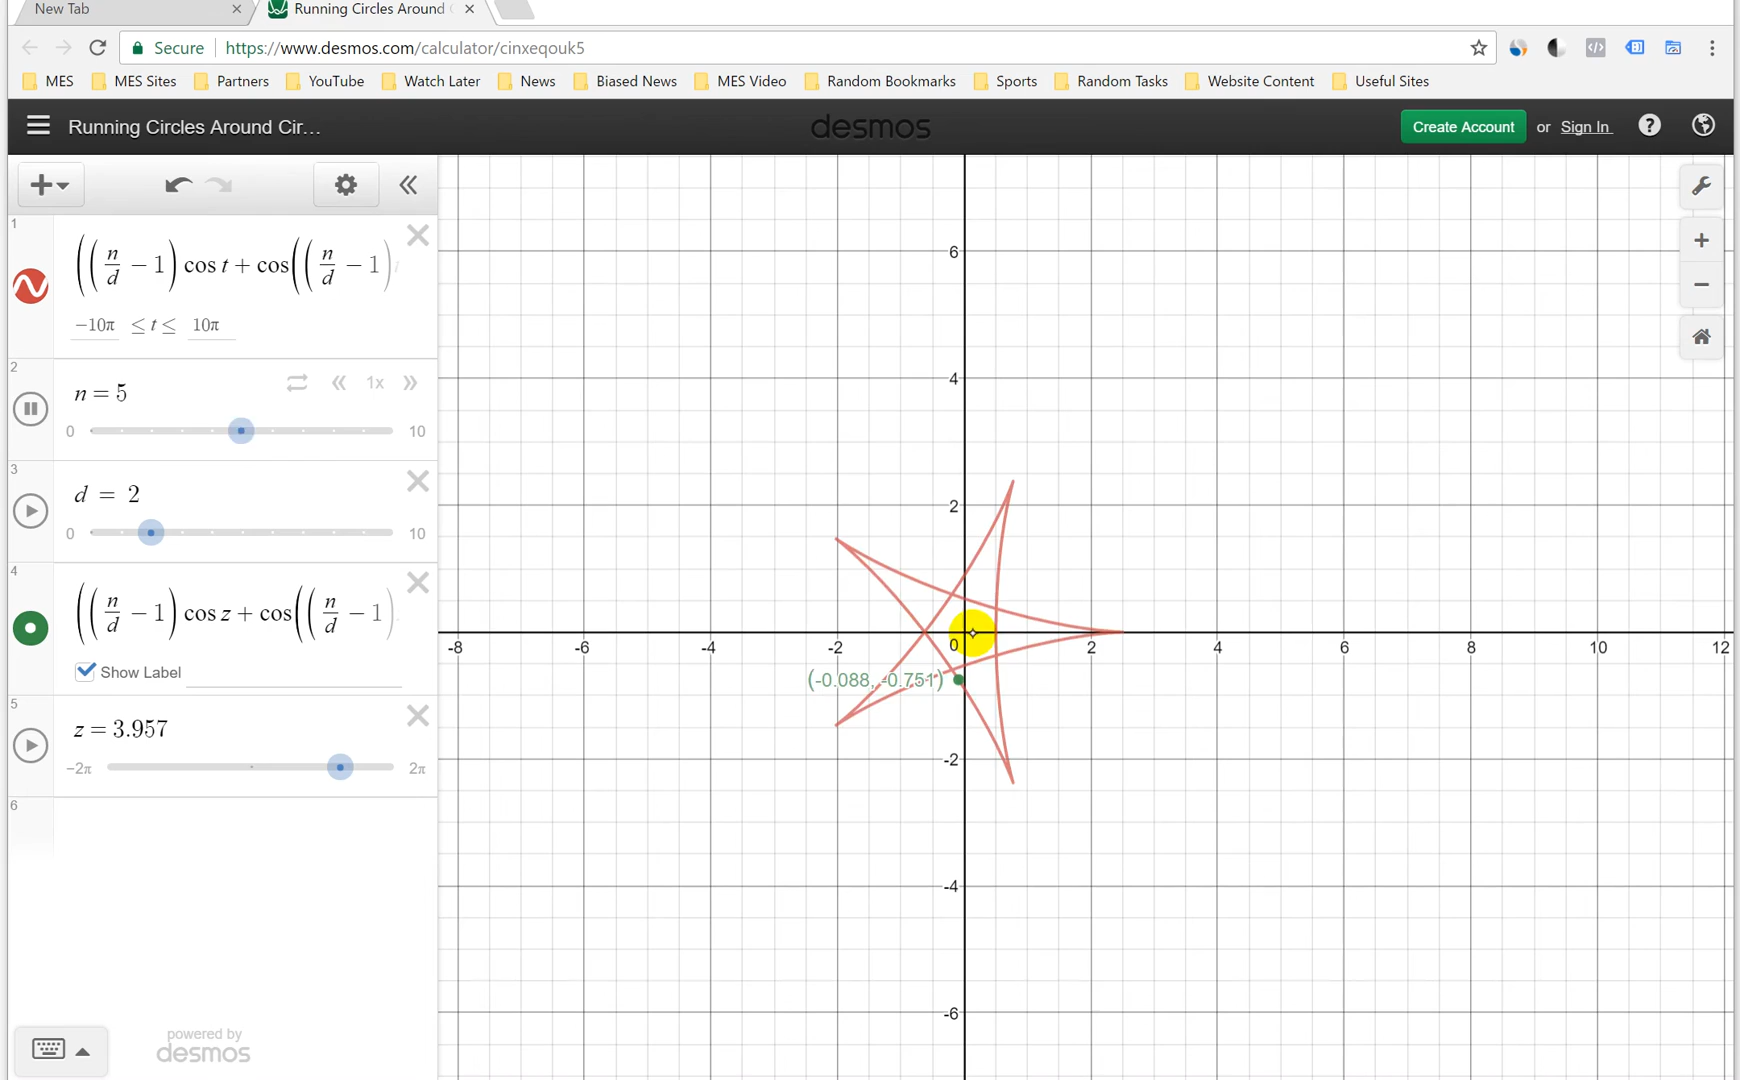 New Tab
Running Circles Around
Secure
https://www.desmos.com/calculator/cinxeqouk5
MES
MES Sites
Partners
YouTube
Watch Later
News
Biased News
MES Video
Random Bookmarks
Sports
Random Tasks
Website Content
Useful Sites
Running Circles Around Cir...
desmos
Create Account
or
Sign In
1
((n/d − 1) cos t + cos((n/d − 1)
−10π ≤ t ≤ 10π
2
n = 5
1x
0
10
3
d = 2
0
10
4
((n/d − 1) cos z + cos((n/d − 1)
Show Label
5
z = 3.957
−2π
2π
6
powered by
desmos
6
4
2
-8
-6
-4
-2
0
2
4
6
8
10
12
(-0.088, -0.751)
-2
-4
-6